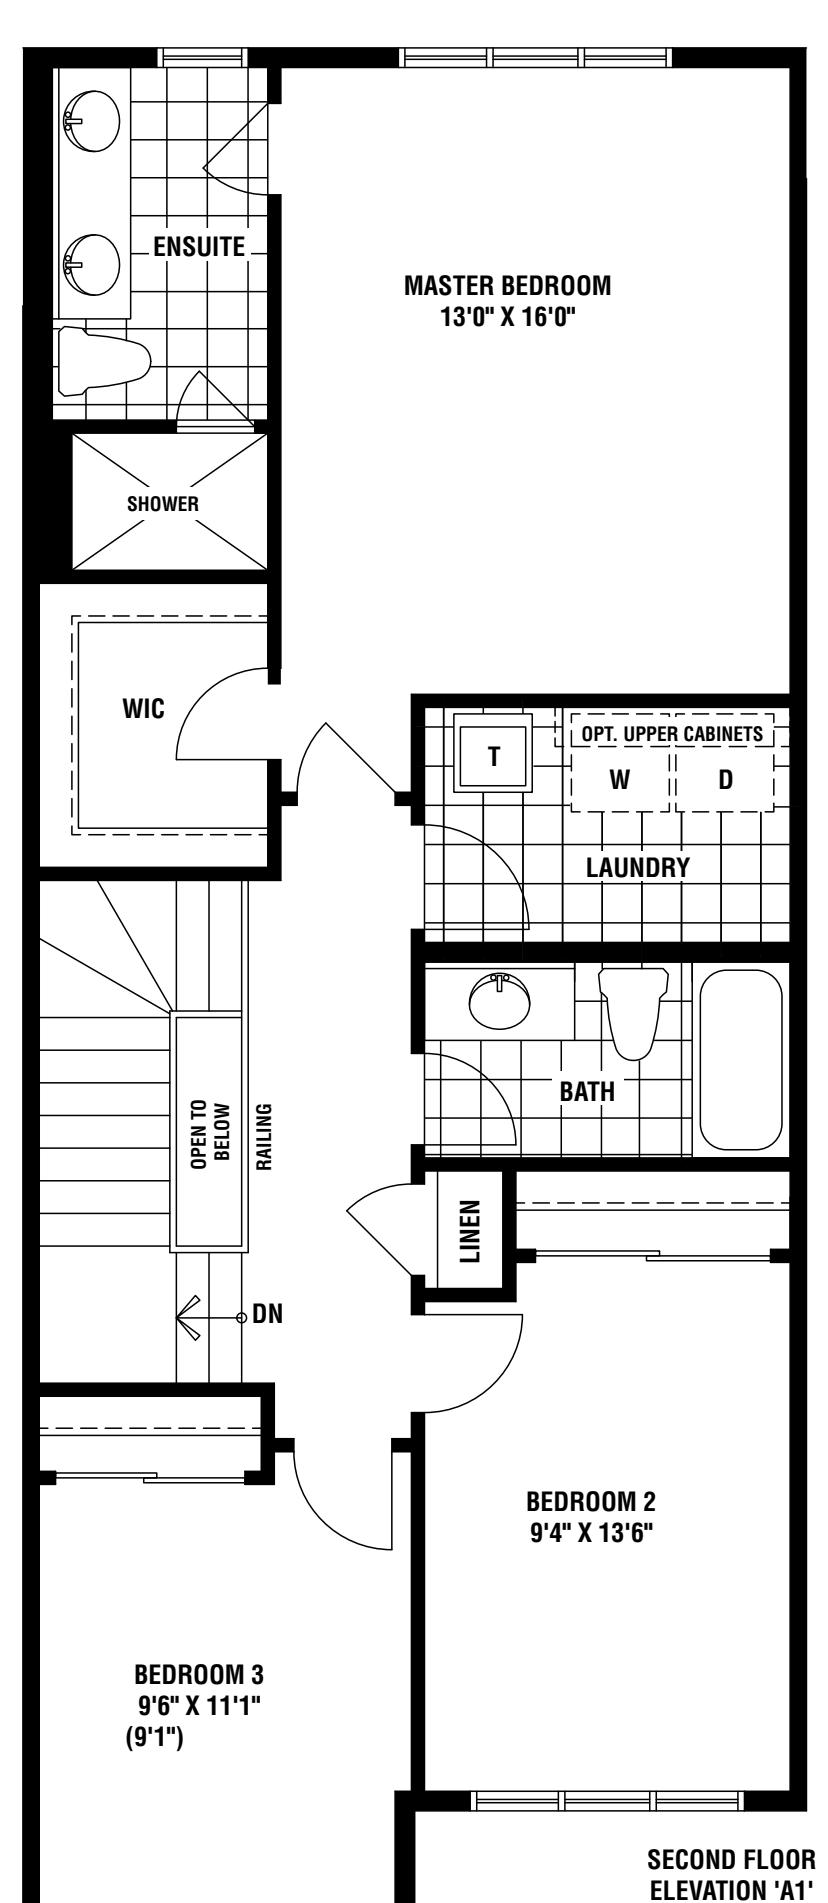 ENSUITE
MASTER BEDROOM
13'0" X 16'0"
SHOWER
WIC
T
OPT. UPPER CABINETS
W
D
LAUNDRY
BATH
OPEN TO
BELOW
RAILING
LINEN
DN
BEDROOM 2
9'4" X 13'6"
BEDROOM 3
9'6" X 11'1"
(9'1")
SECOND FLOOR
ELEVATION 'A1'